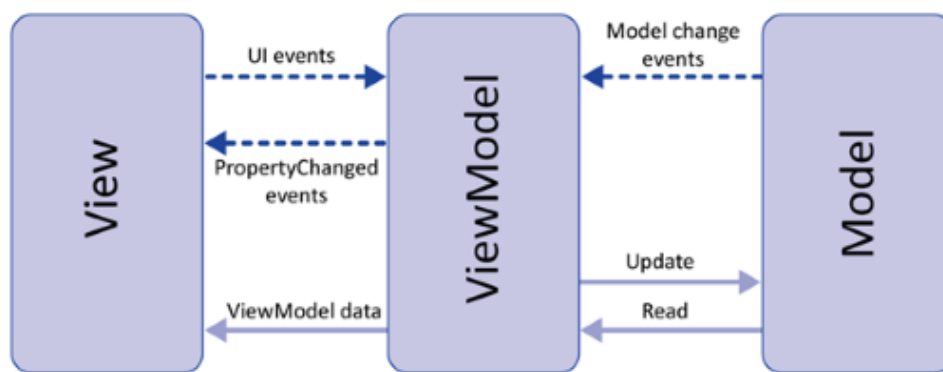 View
UI events
PropertyChanged
events
ViewModel data
ViewModel
Model change
events
Update
Read
Model